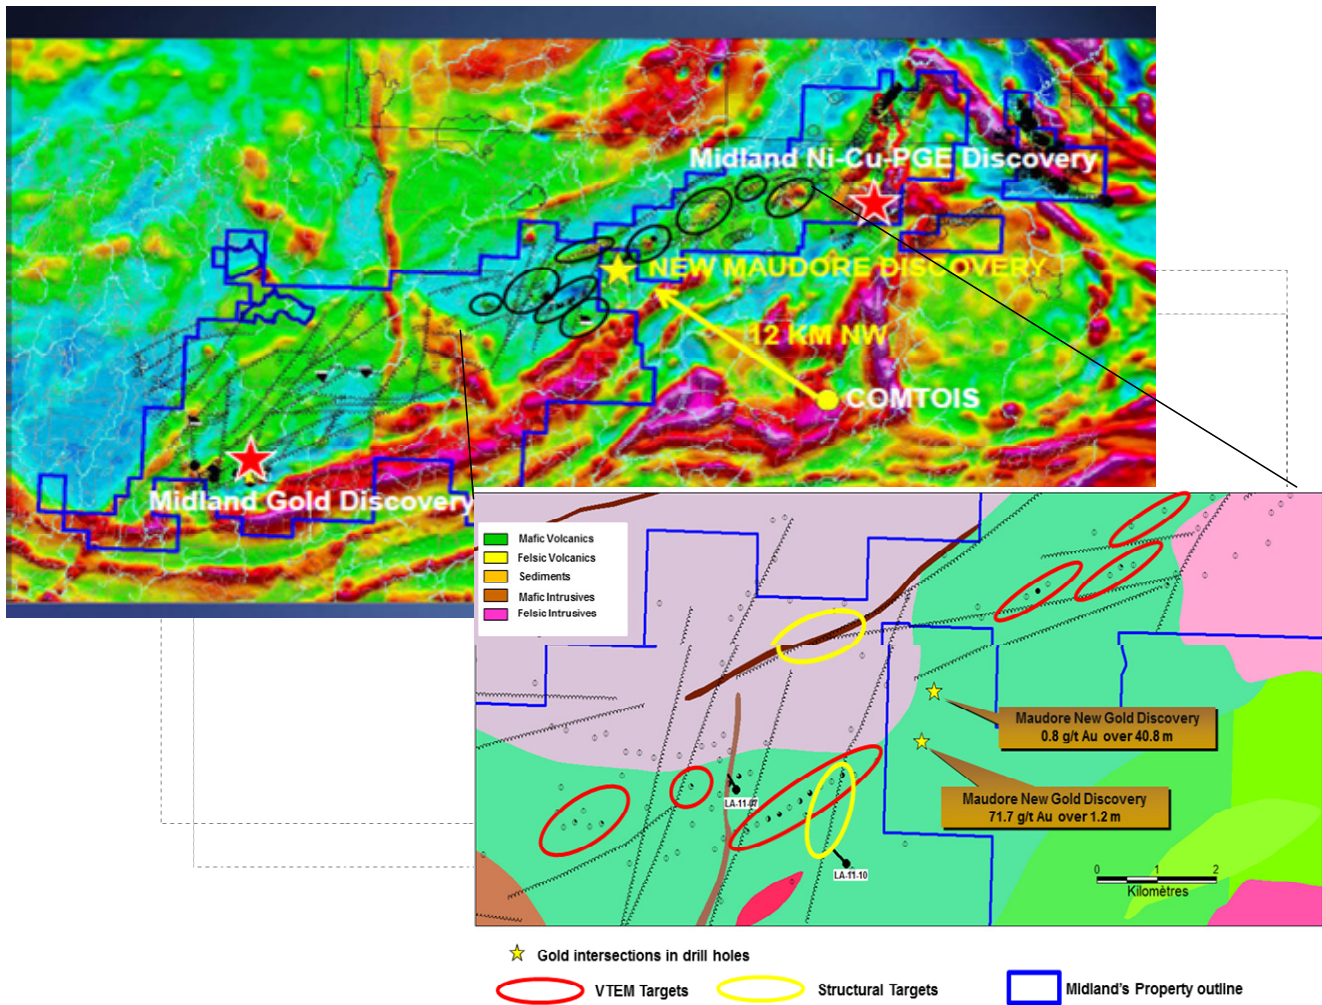 Midland Ni-Cu-PGE Discovery
NEW MAUDORE DISCOVERY
12 KM NW
COMTOIS
Midland Gold Discovery
Mafic Volcanics
Felsic Volcanics
Sediments
Mafic Intrusives
Felsic Intrusives
Maudore New Gold Discovery
0.8 g/t Au over 40.8 m
Maudore New Gold Discovery
71.7 g/t Au over 1.2 m
LA-11-07
LA-11-10
0 1 2
Kilomètres
Gold intersections in drill holes
VTEM Targets
Structural Targets
Midland's Property outline